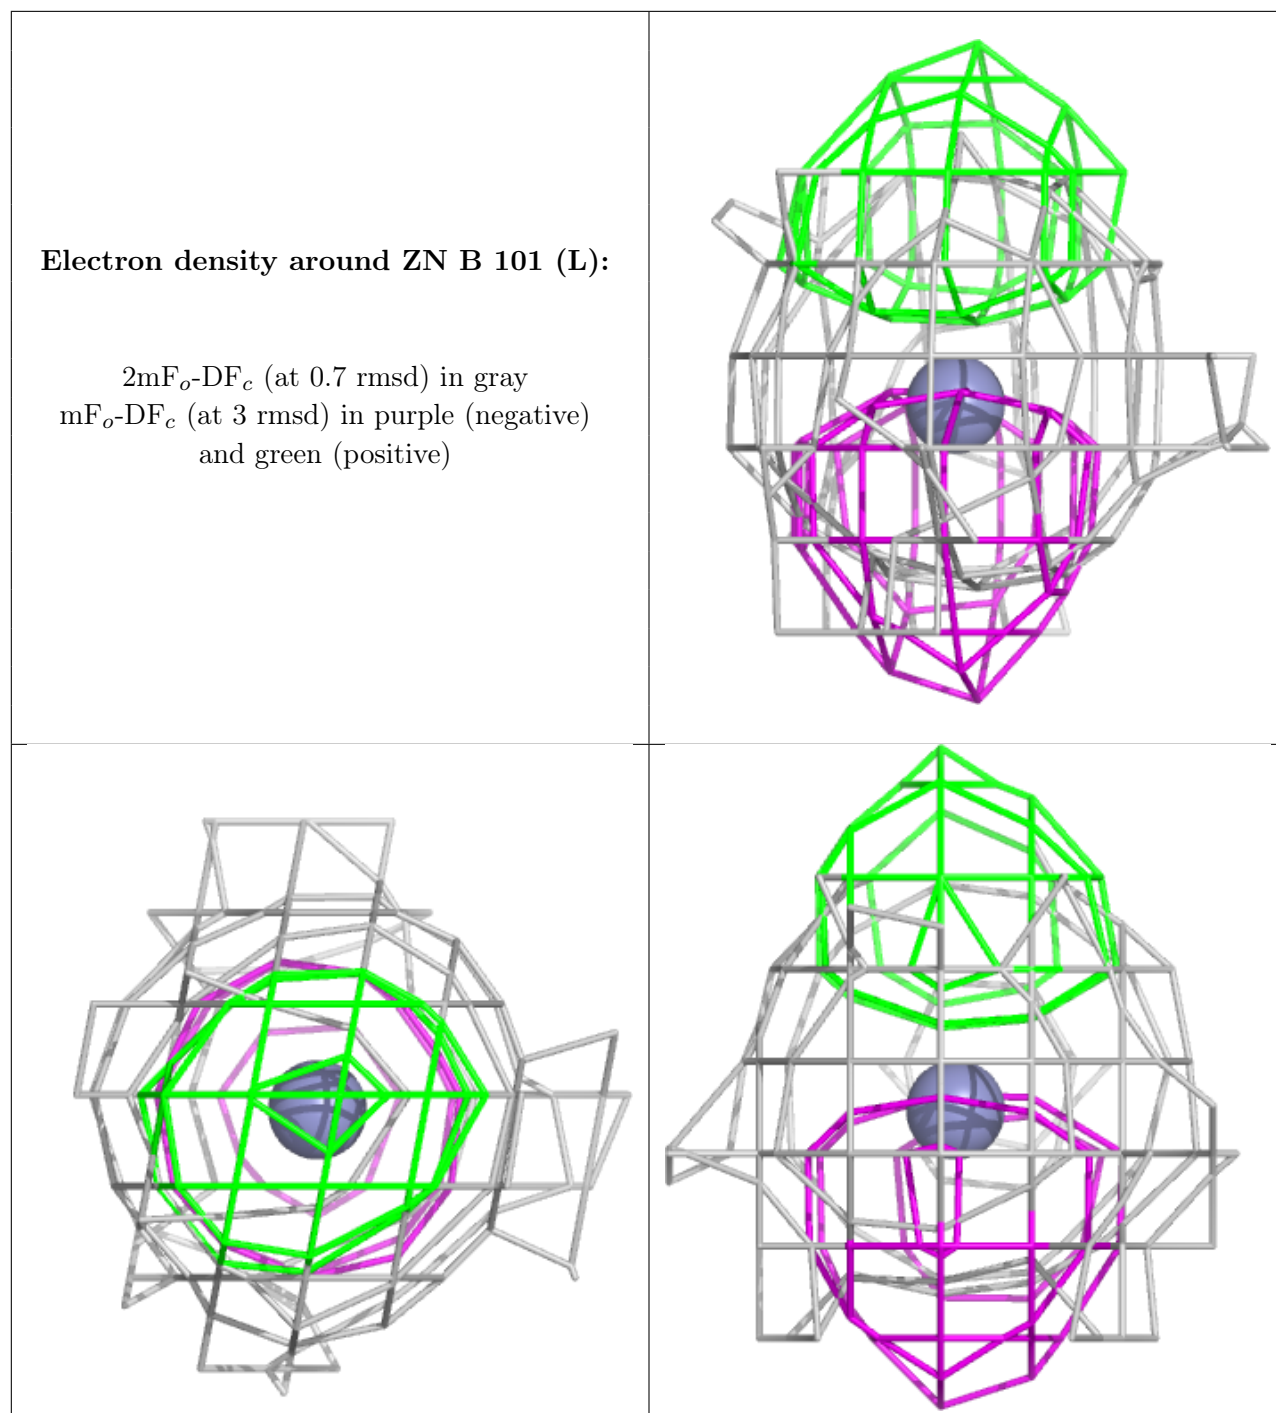 Electron density around ZN B 101 (L):
2mFo-DFc (at 0.7 rmsd) in gray
mFo-DFc (at 3 rmsd) in purple (negative)
and green (positive)